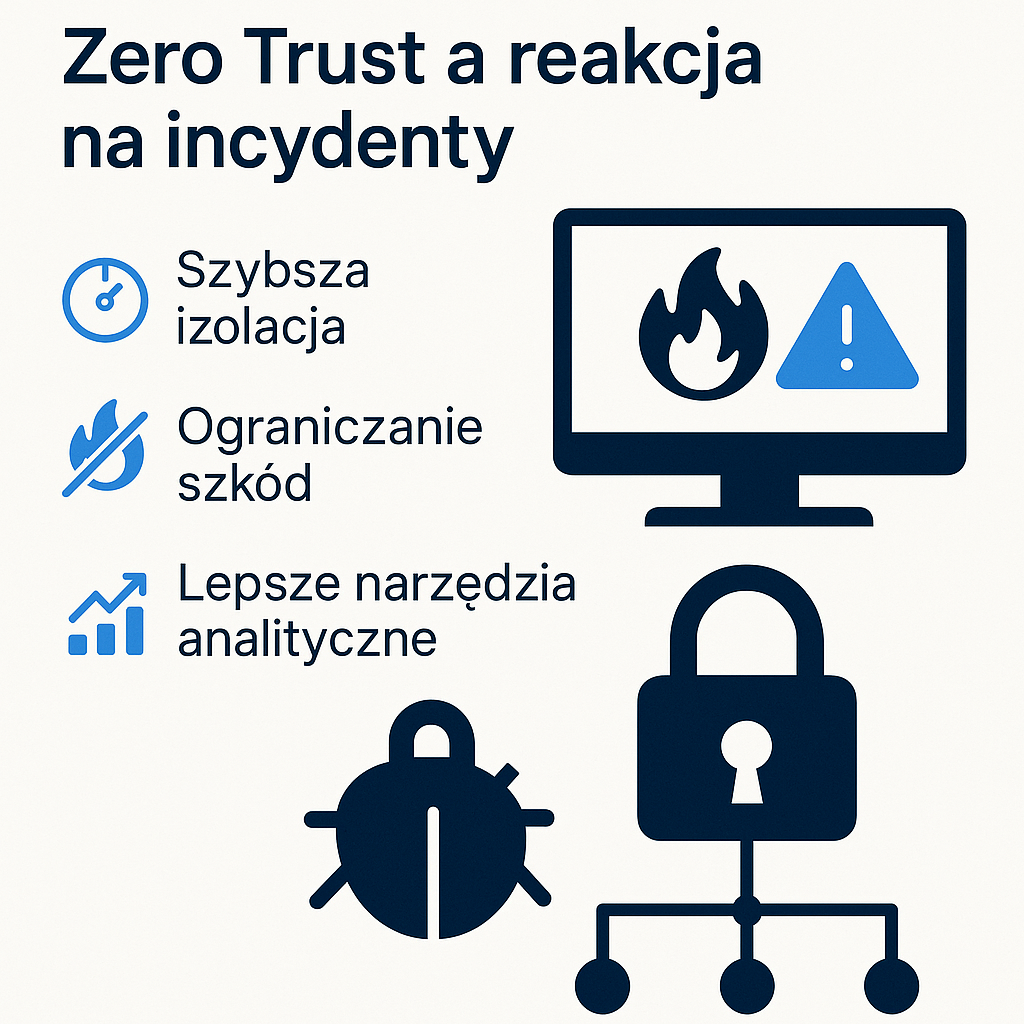 Zero Trust a reakcja
na incydenty
Szybsza
izolacja
Ograniczanie
szkód
Lepsze narzędzia
analityczne